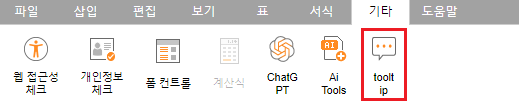 파일 삽입 편집 보기 표 서식 기타 도움말
웹 접근성 개인정보 폼 컨트롤 계산식 ChatG Ai toolt
체크 체크 PT Tools ip